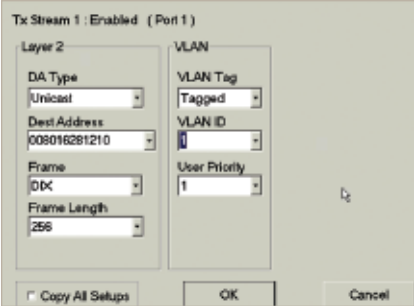 Tx Stream 1 : Enabled ( Port 1 )
Layer 2
DA Type
Unicast
Dest Address
008016281210
Frame
DIX
Frame Length
256
VLAN
VLAN Tag
Tagged
VLAN ID
1
User Priority
1
Copy All Setups
OK
Cancel